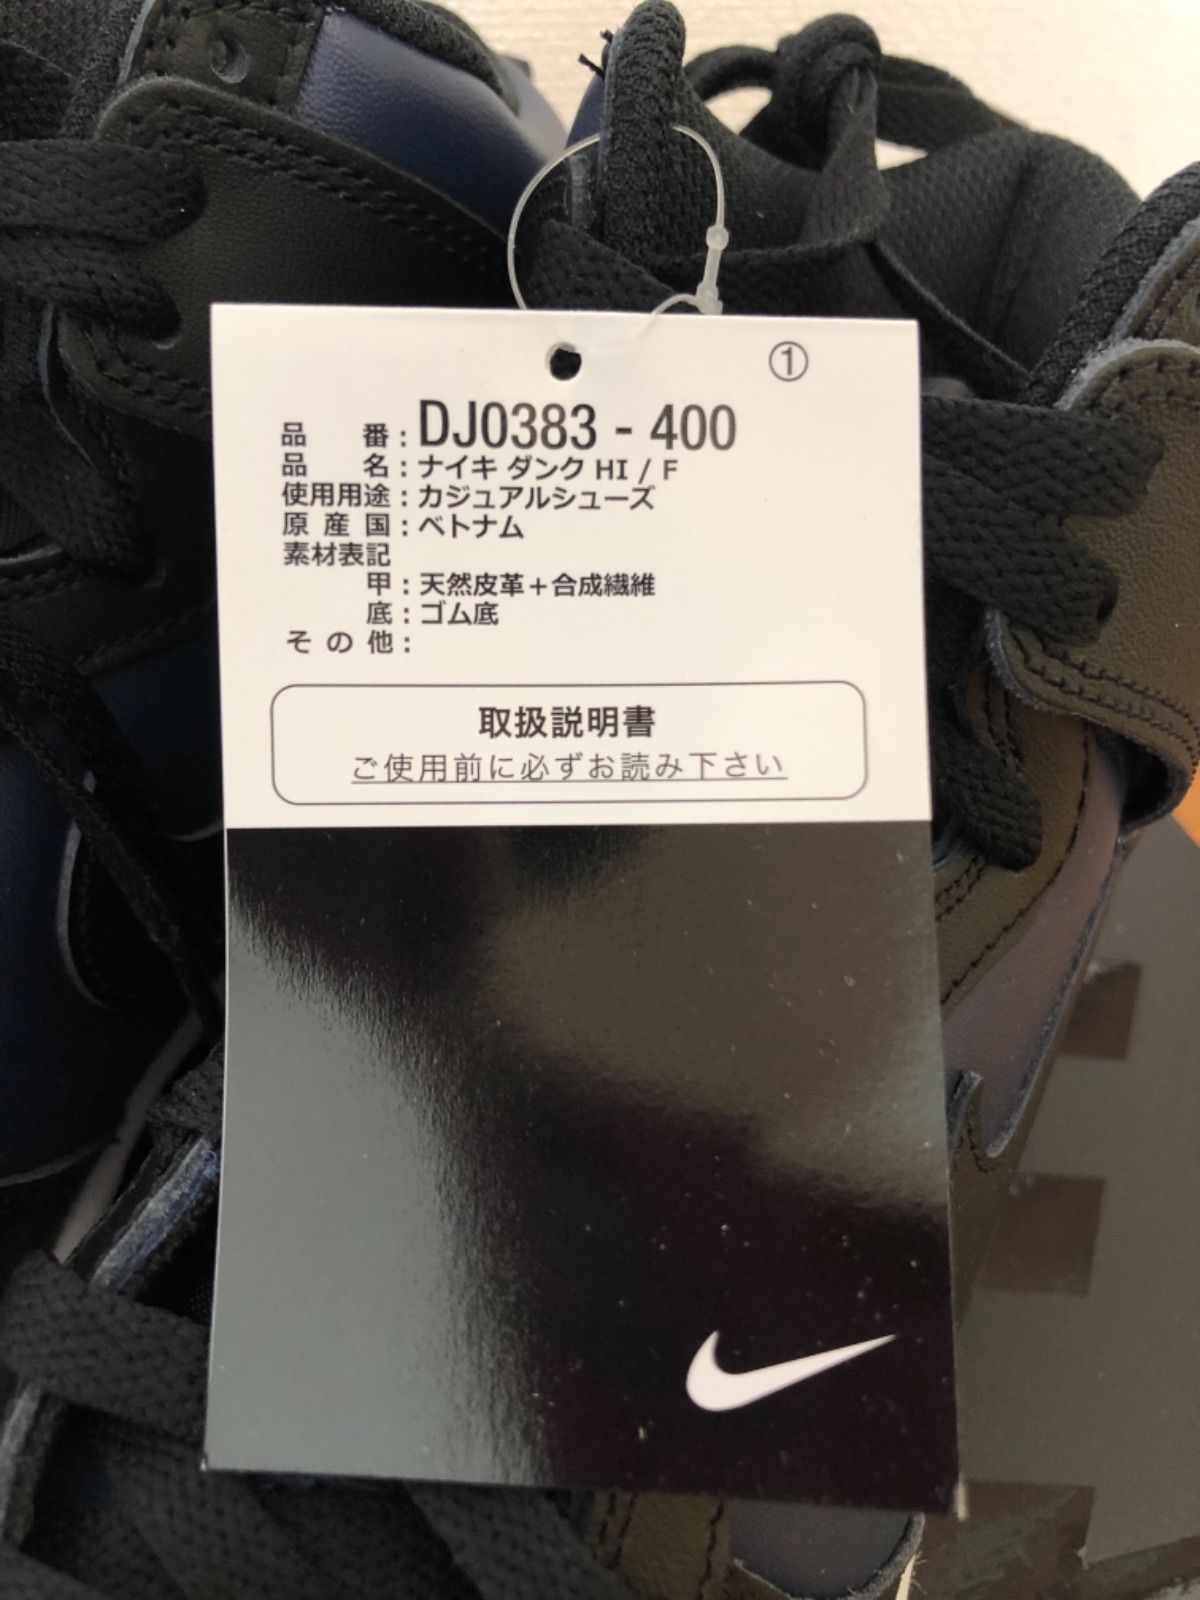 ①
品 番:DJ0383 - 400
品 名:ナイキ ダンク HI / F
使用用途:カジュアルシューズ
原産国:ベトナム
素材表記
甲:天然皮革+合成繊維
底:ゴム底
その他:
取扱説明書
ご使用前に必ずお読み下さい